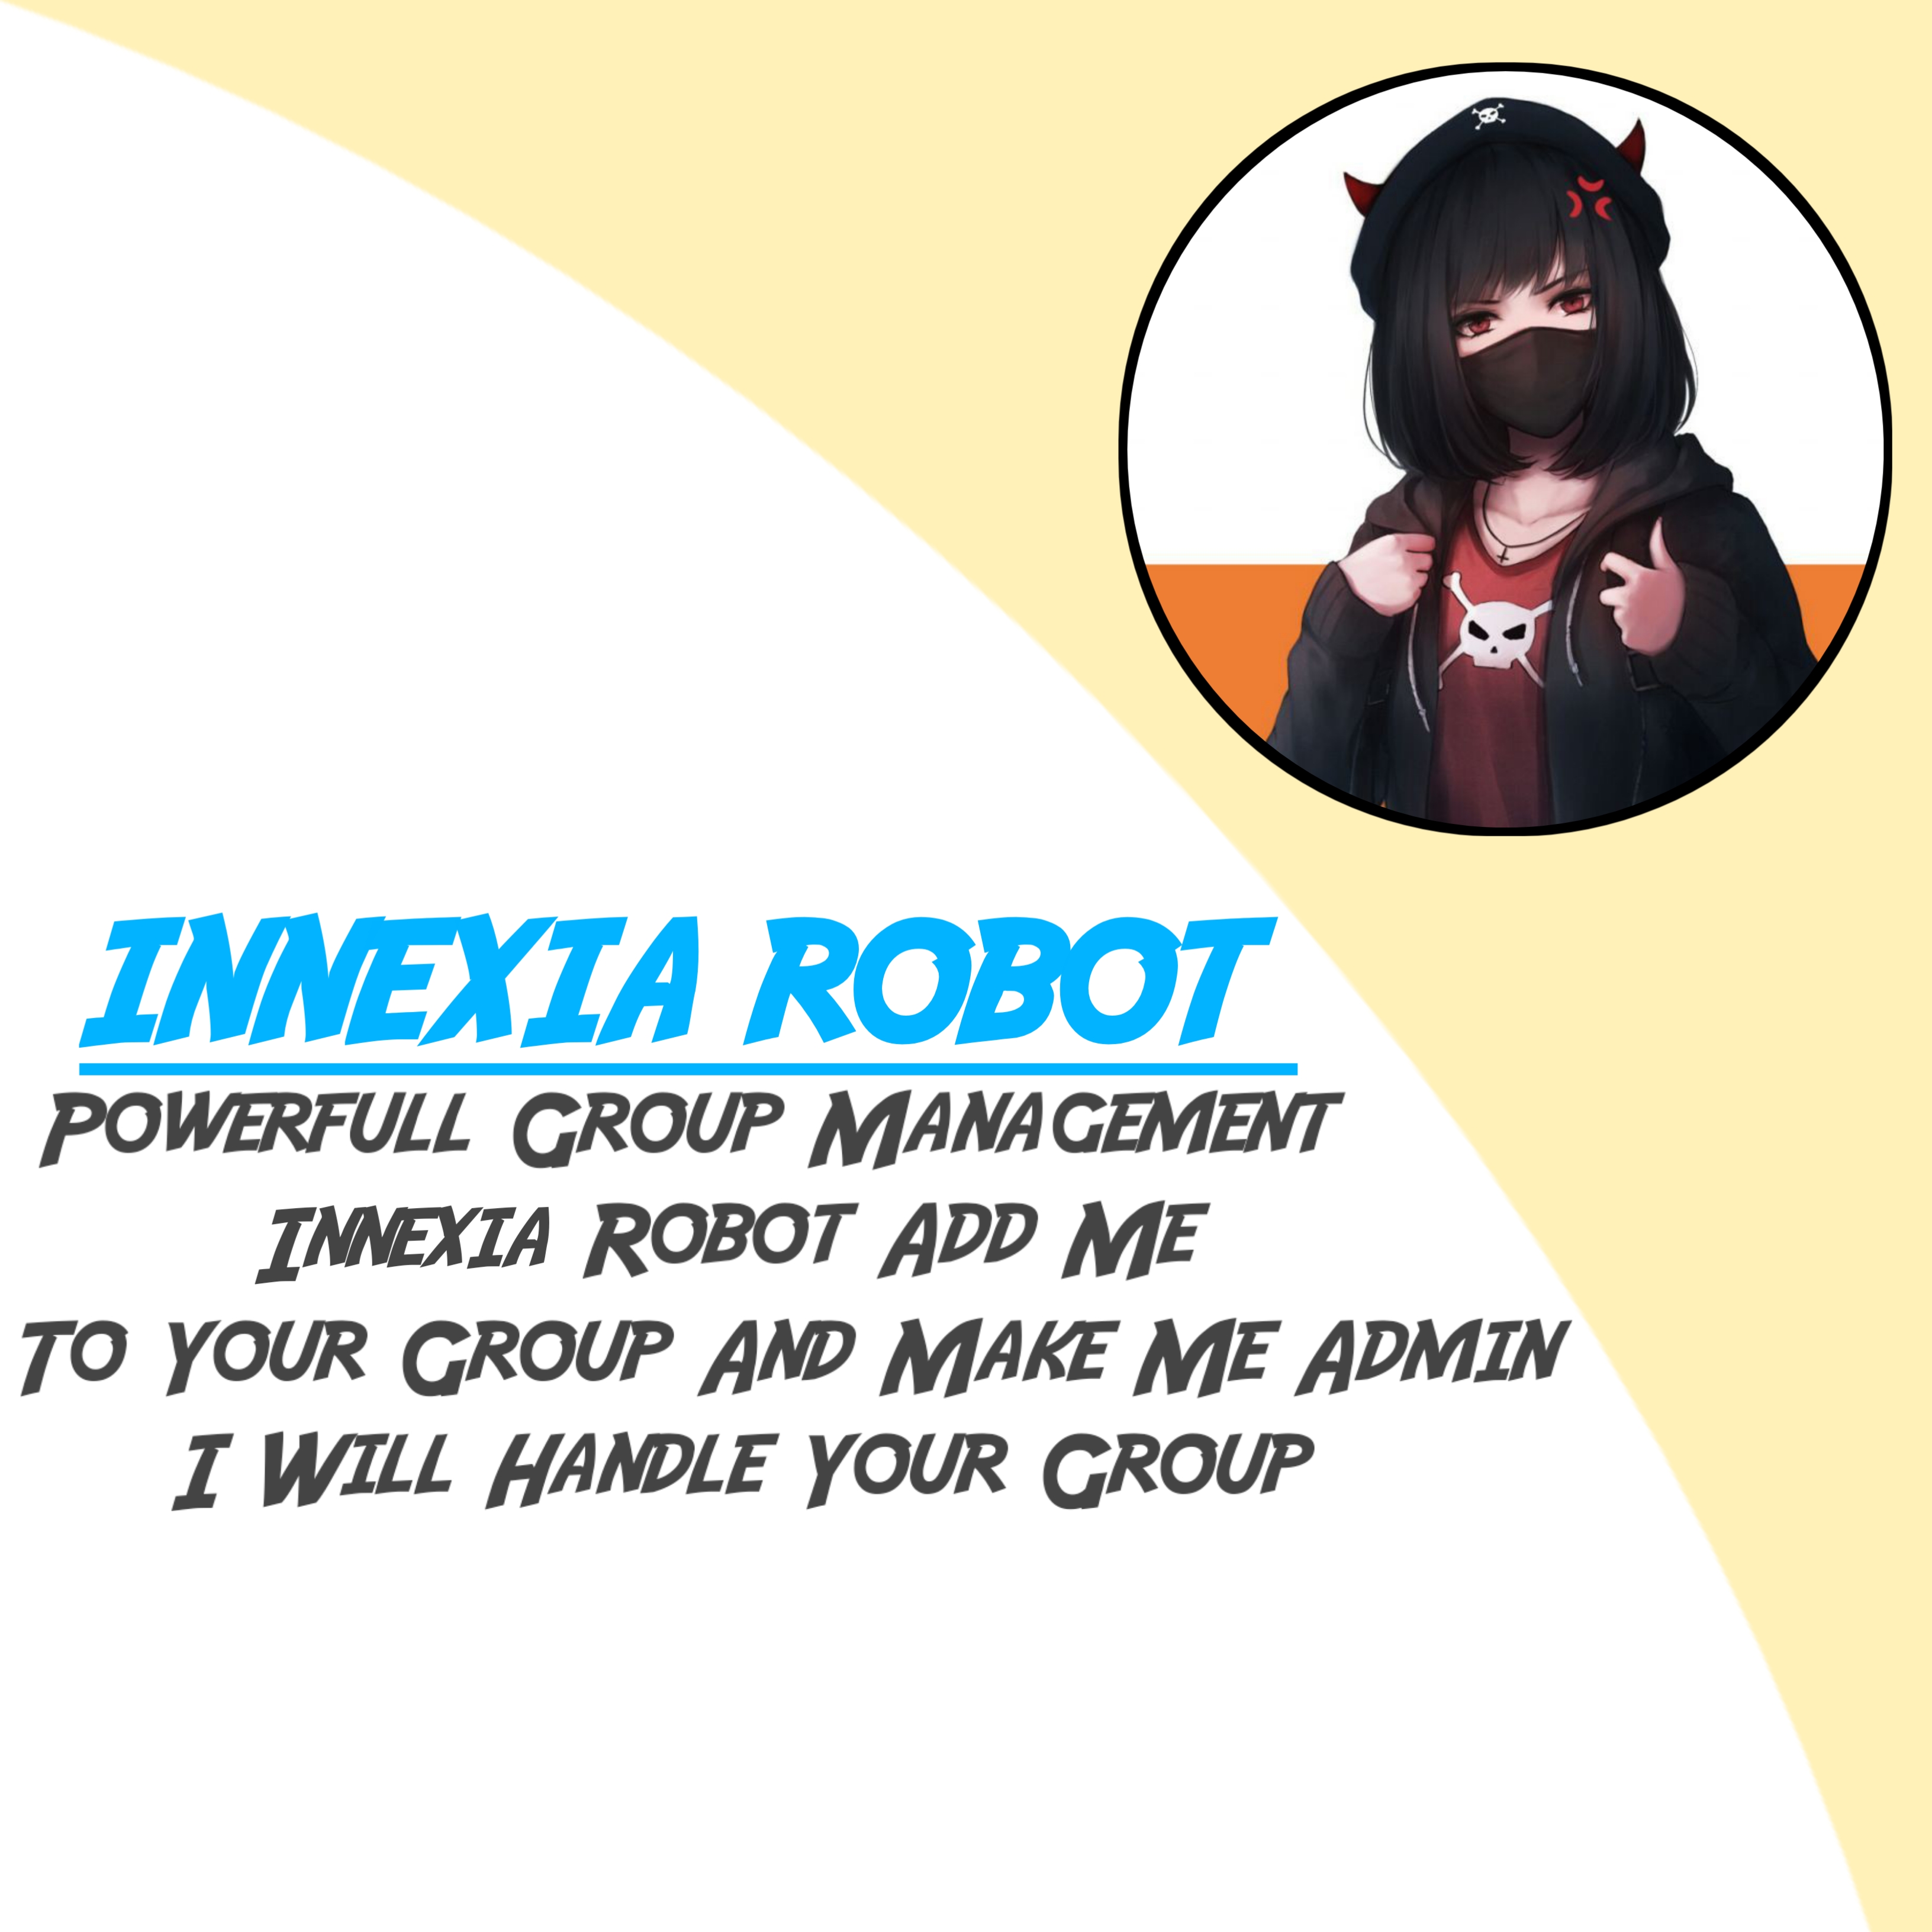 INNEXIA ROBOT
POWERFULL GROUP MANAGEMENT
INNEXIA ROBOT ADD ME
TO YOUR GROUP AND MAKE ME ADMIN
I WILL HANDLE YOUR GROUP